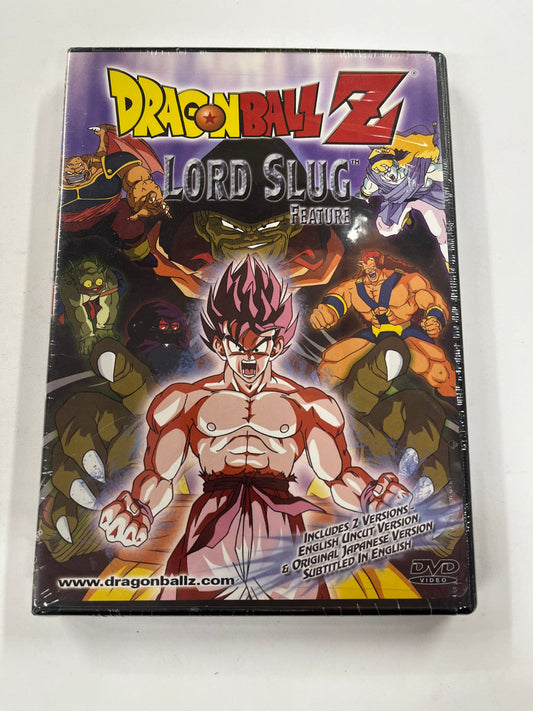 DRAGONBALL Z®
LORD SLUG™
FEATURE
INCLUDES 2 VERSIONS-
ENGLISH UNCUT VERSION,
& ORIGINAL JAPANESE VERSION
SUBTITLED IN ENGLISH
www.dragonballz.com
DVD
VIDEO